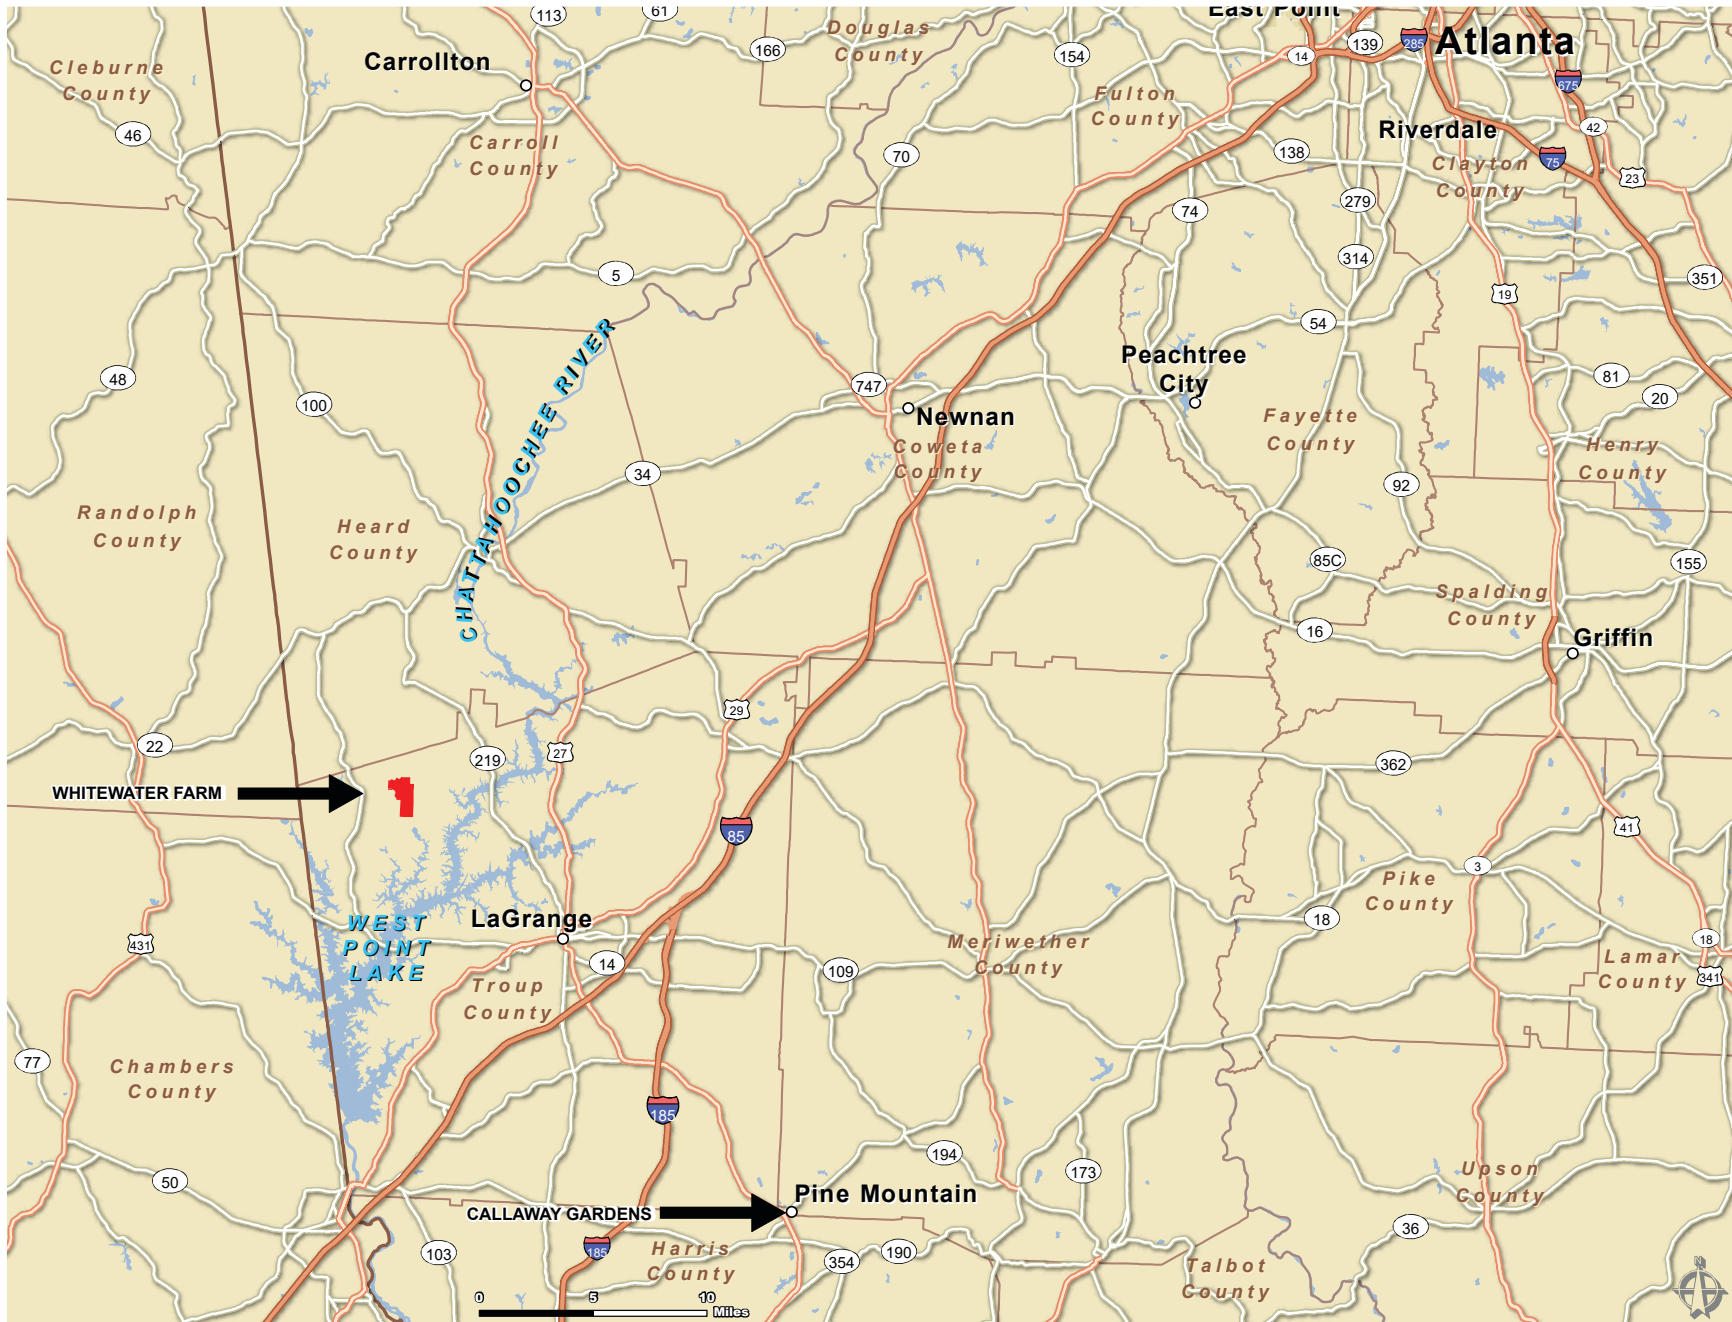 113
61
East Point
Douglas
County
166
154
14
139
285
Atlanta
Carrollton
Cleburne
County
675
Fulton
County
46
42
Riverdale
Carroll
County
70
138
75
Clayton
County
23
74
279
314
5
351
19
54
CHATTAHOOCHEE RIVER
Peachtree
City
48
747
81
100
20
Newnan
Fayette
County
Coweta
County
Henry
County
34
92
Randolph
County
Heard
County
85C
155
Spalding
County
16
Griffin
29
22
27
219
362
WHITEWATER FARM
85
41
3
Pike
County
WEST
POINT
LAKE
LaGrange
18
431
Meriwether
County
18
14
109
Lamar
County
341
Troup
County
77
Chambers
County
185
194
173
50
Upson
County
Pine Mountain
CALLAWAY GARDENS
36
103
185
Harris
County
354
190
Talbot
County
N
0 5 10
Miles